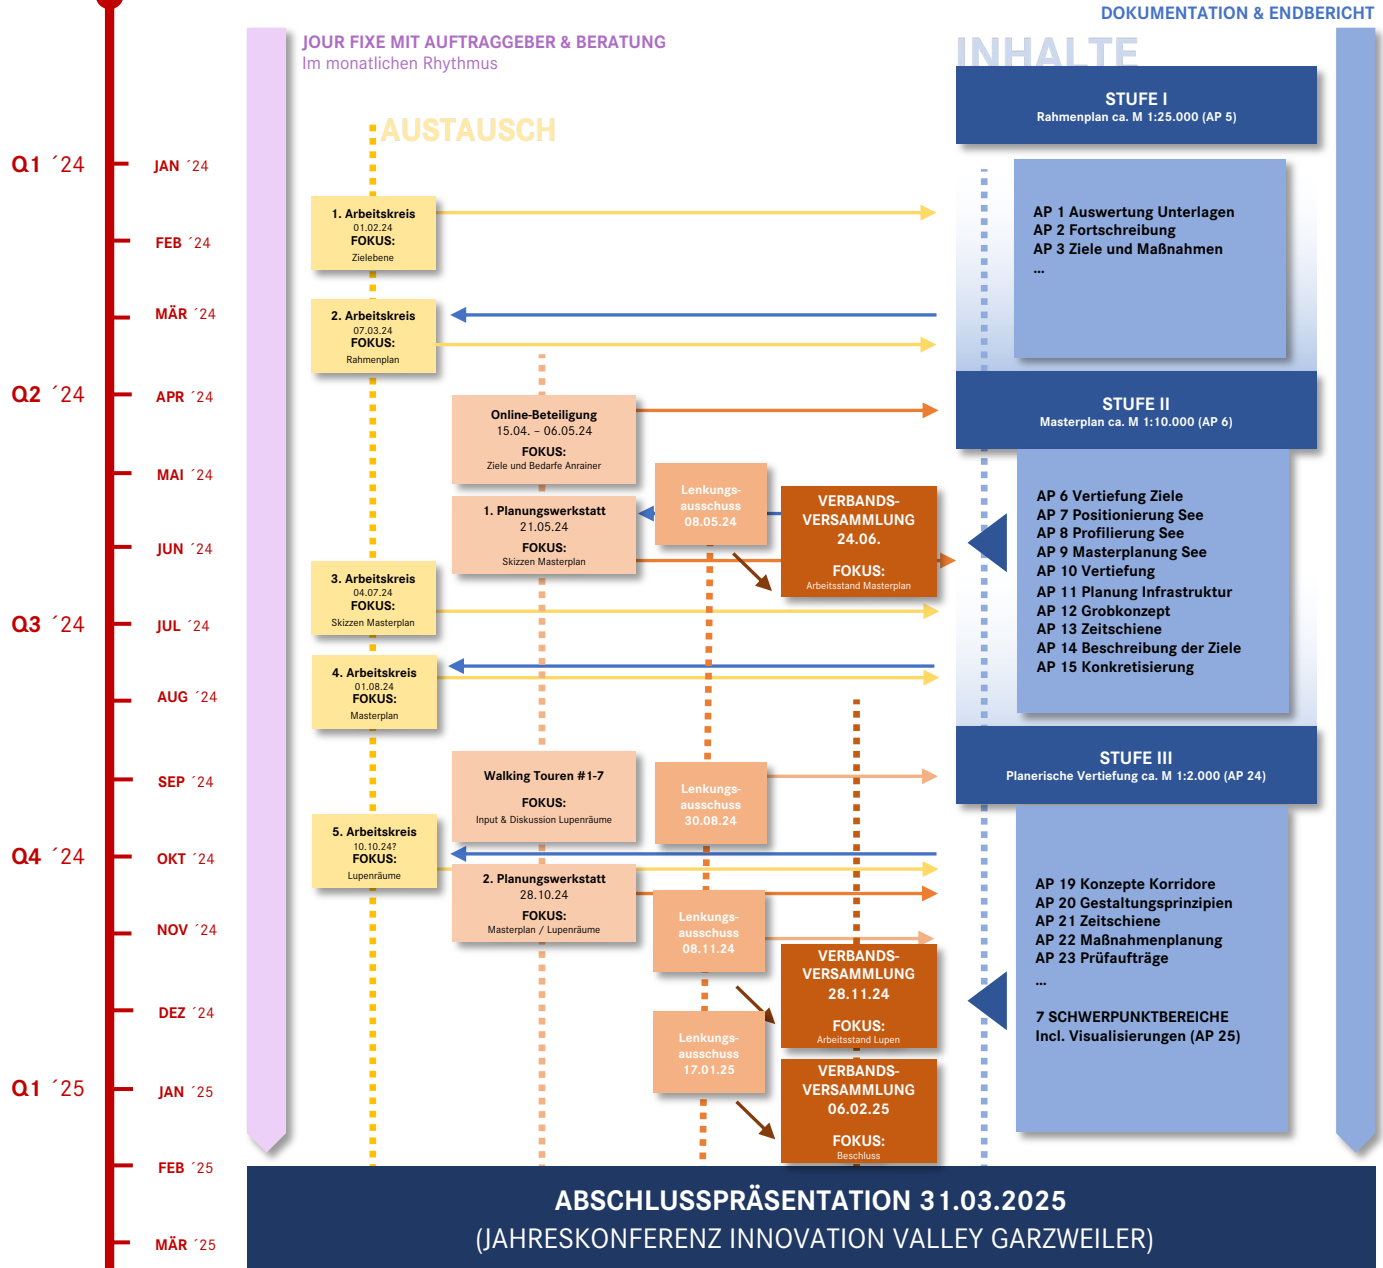 DOKUMENTATION & ENDBERICHT
JOUR FIXE MIT AUFTRAGGEBER & BERATUNG
Im monatlichen Rhythmus
INHALTE
AUSTAUSCH
Q1 ´24
JAN ´24
FEB ´24
MÄR ´24
Q2 ´24
APR ´24
MAI ´24
JUN ´24
Q3 ´24
JUL ´24
AUG ´24
SEP ´24
Q4 ´24
OKT ´24
NOV ´24
DEZ ´24
Q1 ´25
JAN ´25
FEB ´25
MÄR ´25
1. Arbeitskreis
01.02.24
FOKUS:
Zielebene
2. Arbeitskreis
07.03.24
FOKUS:
Rahmenplan
3. Arbeitskreis
04.07.24
FOKUS:
Skizzen Masterplan
4. Arbeitskreis
01.08.24
FOKUS:
Masterplan
5. Arbeitskreis
10.10.24?
FOKUS:
Lupenräume
Online-Beteiligung
15.04. – 06.05.24
FOKUS:
Ziele und Bedarfe Anrainer
1. Planungswerkstatt
21.05.24
FOKUS:
Skizzen Masterplan
Walking Touren #1-7
FOKUS:
Input & Diskussion Lupenräume
2. Planungswerkstatt
28.10.24
FOKUS:
Masterplan / Lupenräume
Lenkungs-
ausschuss
08.05.24
Lenkungs-
ausschuss
30.08.24
Lenkungs-
ausschuss
08.11.24
Lenkungs-
ausschuss
17.01.25
VERBANDS-
VERSAMMLUNG
24.06.
FOKUS:
Arbeitsstand Masterplan
VERBANDS-
VERSAMMLUNG
28.11.24
FOKUS:
Arbeitsstand Lupen
VERBANDS-
VERSAMMLUNG
06.02.25
FOKUS:
Beschluss
STUFE I
Rahmenplan ca. M 1:25.000 (AP 5)
AP 1 Auswertung Unterlagen
AP 2 Fortschreibung
AP 3 Ziele und Maßnahmen
...
STUFE II
Masterplan ca. M 1:10.000 (AP 6)
AP 6 Vertiefung Ziele
AP 7 Positionierung See
AP 8 Profilierung See
AP 9 Masterplanung See
AP 10 Vertiefung
AP 11 Planung Infrastruktur
AP 12 Grobkonzept
AP 13 Zeitschiene
AP 14 Beschreibung der Ziele
AP 15 Konkretisierung
STUFE III
Planerische Vertiefung ca. M 1:2.000 (AP 24)
AP 19 Konzepte Korridore
AP 20 Gestaltungsprinzipien
AP 21 Zeitschiene
AP 22 Maßnahmenplanung
AP 23 Prüfaufträge
...
7 SCHWERPUNKTBEREICHE
Incl. Visualisierungen (AP 25)
ABSCHLUSSPRÄSENTATION 31.03.2025
(JAHRESKONFERENZ INNOVATION VALLEY GARZWEILER)